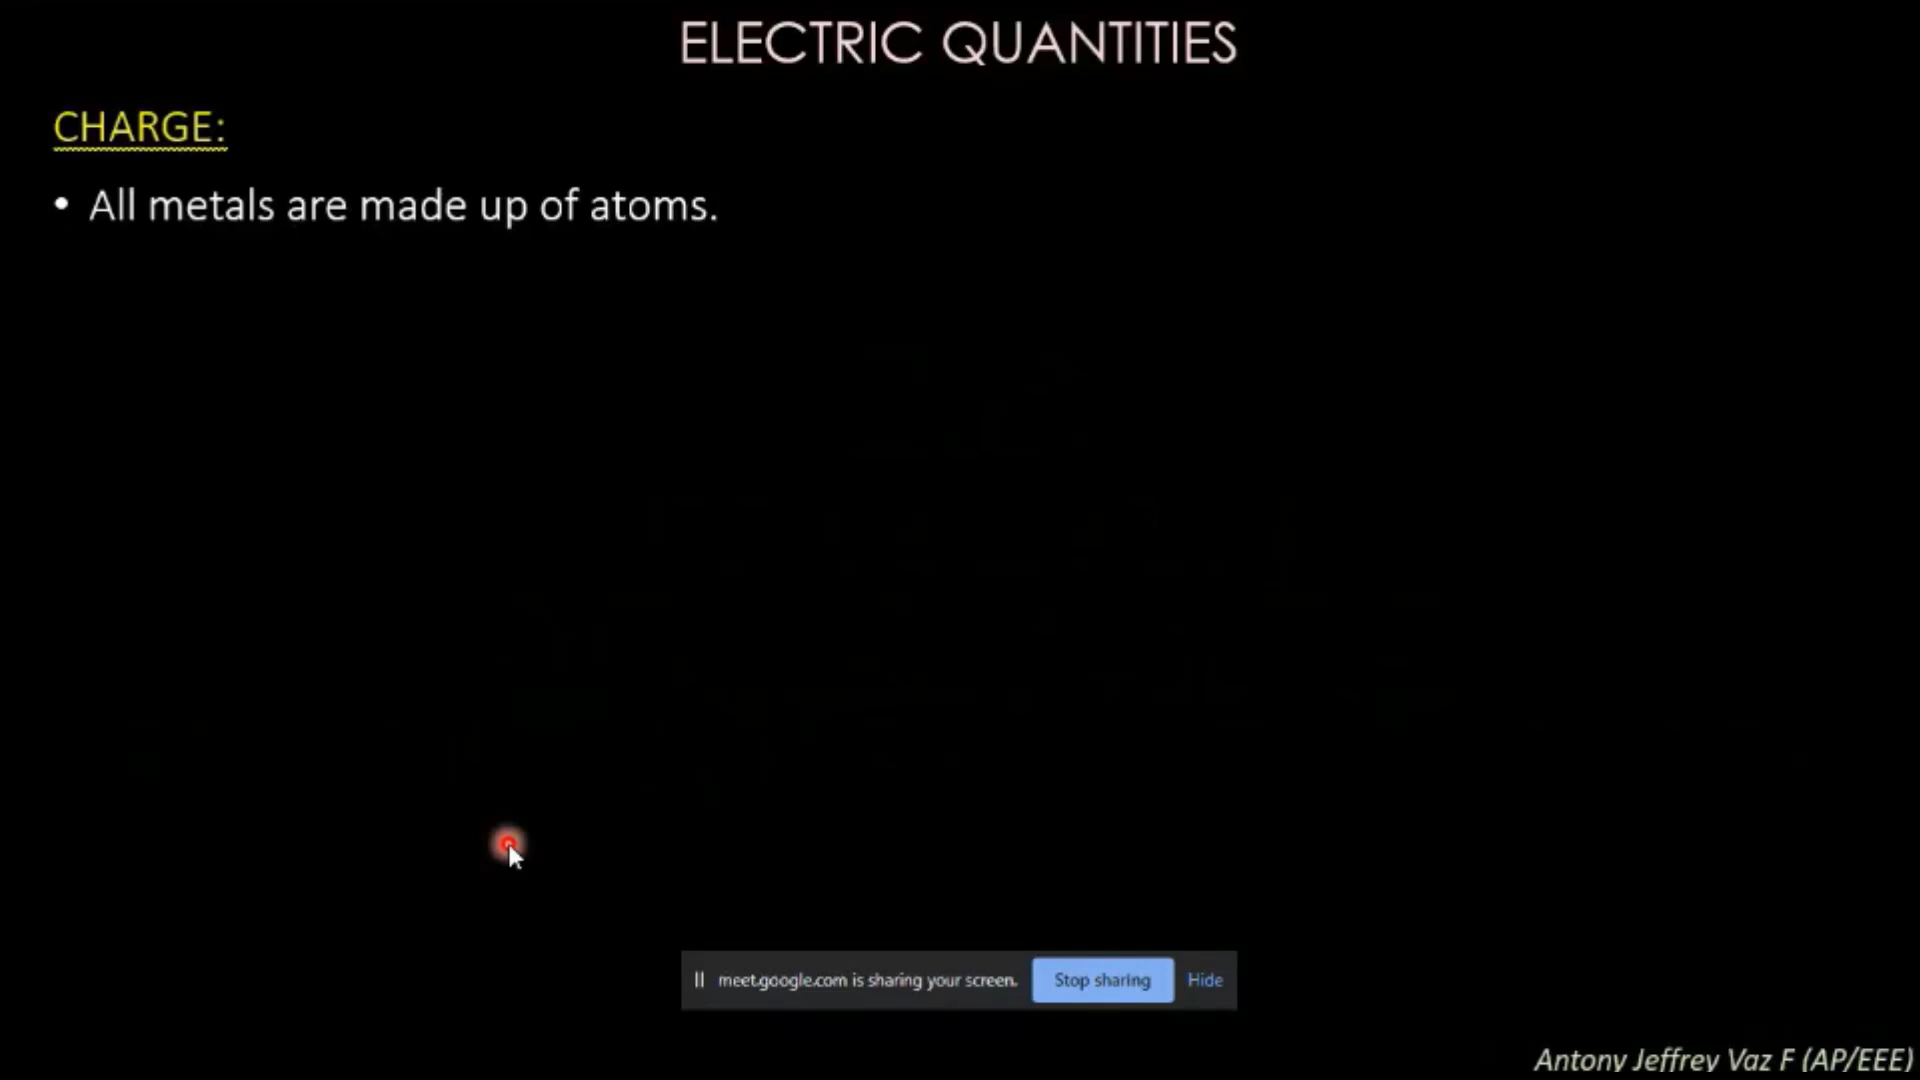 ELECTRIC QUANTITIES
CHARGE:
• All metals are made up of atoms.
meet.google.com is sharing your screen. Stop sharing Hide
Antony Jeffrey Vaz F (AP/EEE)